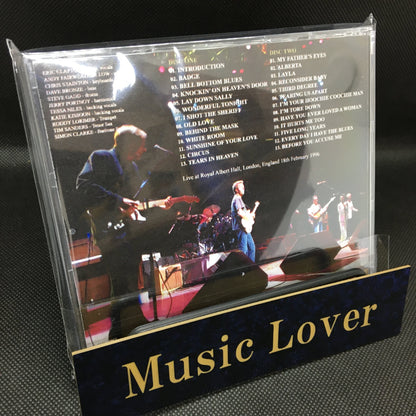 ERIC CLAPTON
ANDY FAIRWEATHER LOW
CHRIS STAINTON - keyboards
DAVE BRONZE - bass
STEVE GADD - drums
JERRY PORTNOY - harmonica
TESSA NILES - backing vocals
KATIE KISSOON - backing vocals
RODDY LORIMER - Trumpet
TIM SANDERS - Tenor Sax
SIMON CLARKE - Baritone
DISC ONE
01. INTRODUCTION
02. BADGE
03. BELL BOTTOM BLUES
04. KNOCKIN' ON HEAVEN'S DOOR
05. LAY DOWN SALLY
06. WONDERFUL TONIGHT
07. I SHOT THE SHERIFF
08. OLD LOVE
09. BEHIND THE MASK
10. WHITE ROOM
11. SUNSHINE OF YOUR LOVE
12. CIRCUS
13. TEARS IN HEAVEN
DISC TWO
01. MY FATHER'S EYES
02. ALBERTA
03. LAYLA
04. RECONSIDER BABY
05. THIRD DEGREE
06. TEARING US APART
07. I'M YOUR HOOCHIE COOCHIE MAN
08. I'M TORE DOWN
09. HAVE YOU EVER LOVED A WOMAN
10. IT HURTS ME TOO
11. FIVE LONG YEARS
12. EVERY DAY I HAVE THE BLUES
13. BEFORE YOU ACCUSE ME
Live at Royal Albert Hall, London, England 18th February 1996
Music Lover